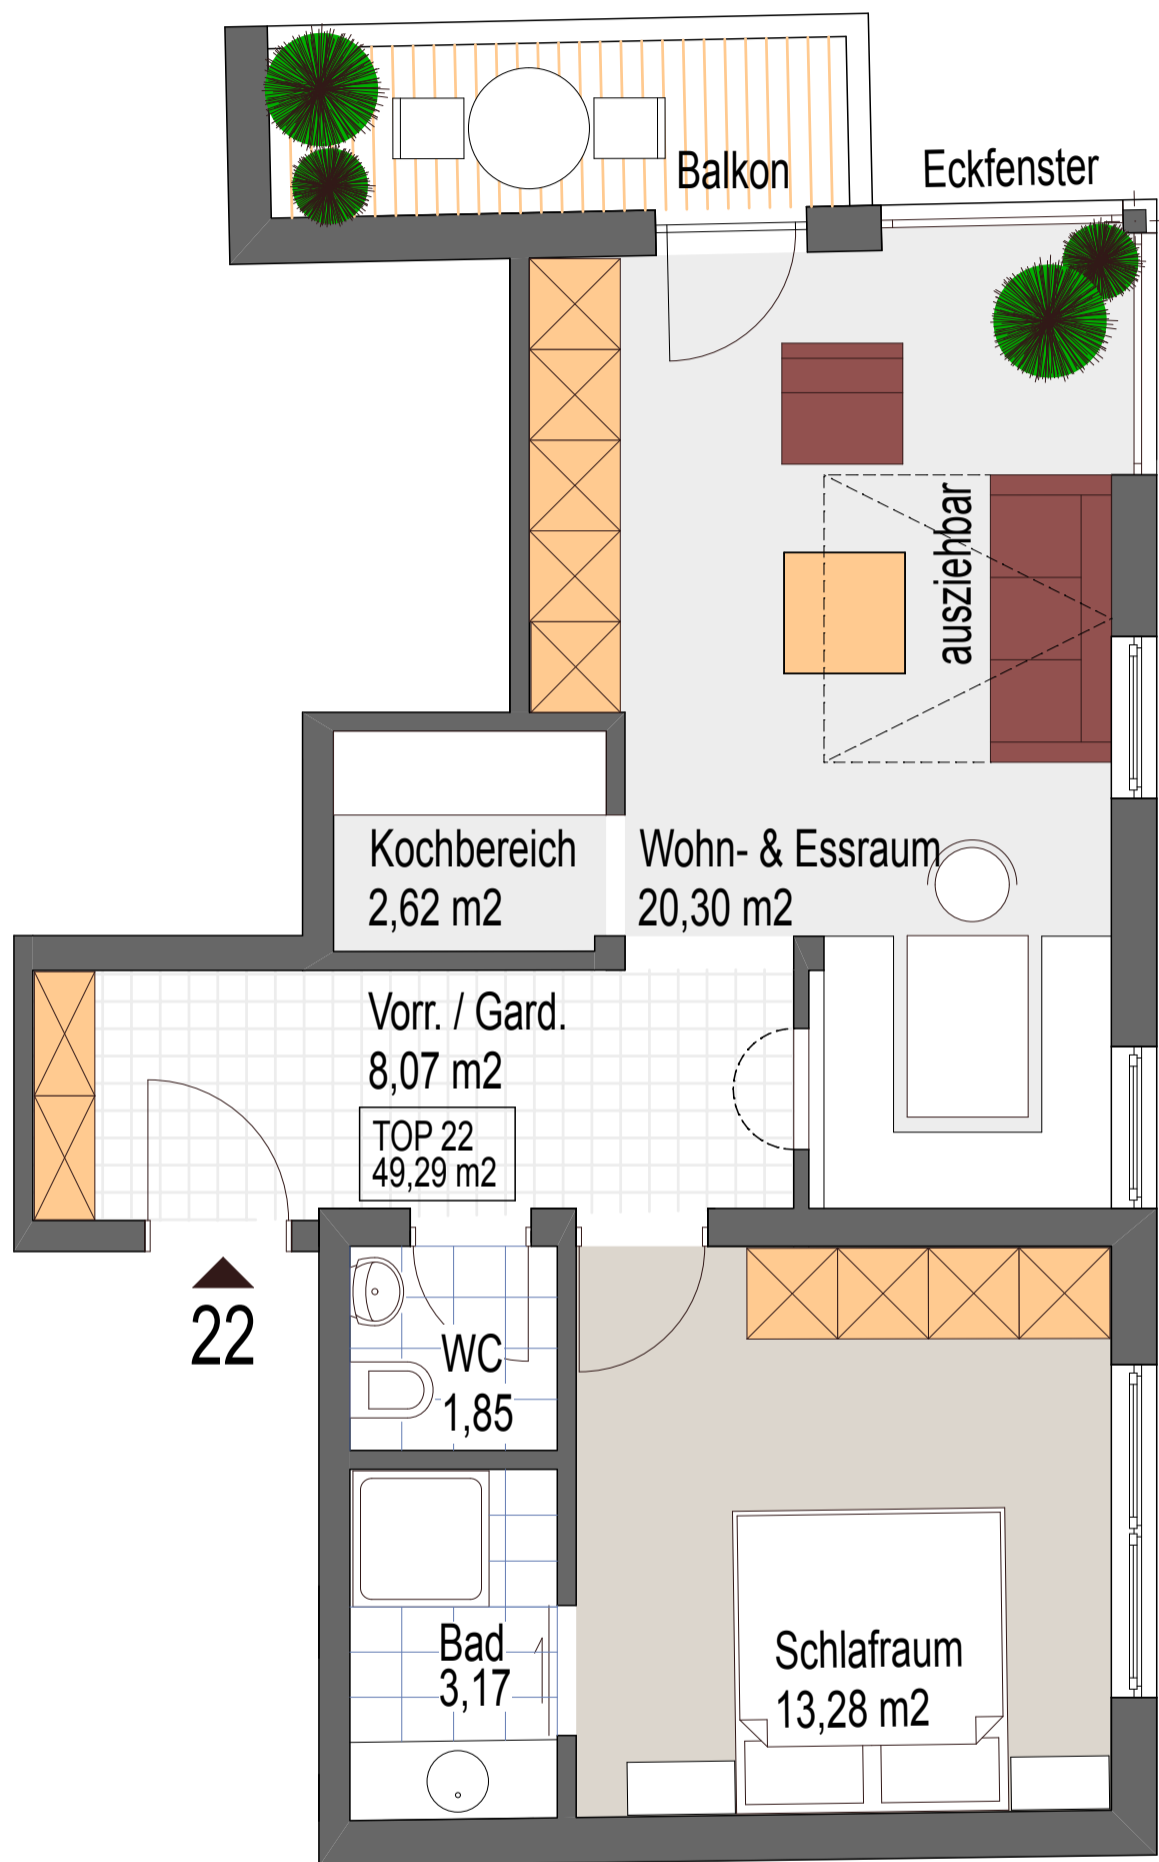 Balkon
Eckfenster
ausziehbar
Kochbereich
2,62 m2
Wohn- & Essraum
20,30 m2
Vorr. / Gard.
8,07 m2
TOP 22
49,29 m2
22
WC
1,85
Bad
3,17
Schlafraum
13,28 m2